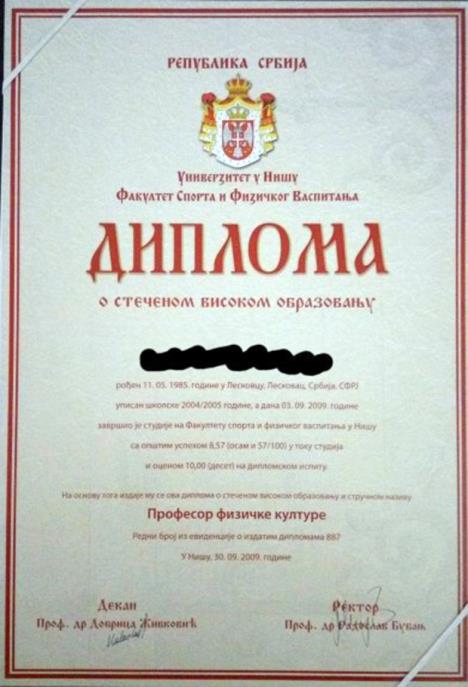 РЕПУБЛИКА СРБИЈА
Универзитет у Нишу
Факултет Спорта и Физичког Васпитања
ДИПЛОМА
о стеченом високом образовању
рођен 11. 05. 1985. године у Лесковцу, Лесковац, Србија, СФРЈ
уписан школске 2004/2005 године, а дана 03. 09. 2009. године
завршио је студије на Факултету спорта и физичког васпитања у Нишу
са општим успехом 8,57 (осам и 57/100) у току студија
и оценом 10,00 (десет) на дипломском испиту.
На основу тога издаје му се ова диплома о стеченом високом образовању и стручном називу
Професор физичке културе
Редни број из евиденције о издатим дипломама 887
У Нишу, 30. 09. 2009. године
Декан
Проф. др Добрица Живковић
Ректор
Проф. др Радослав Бубањ